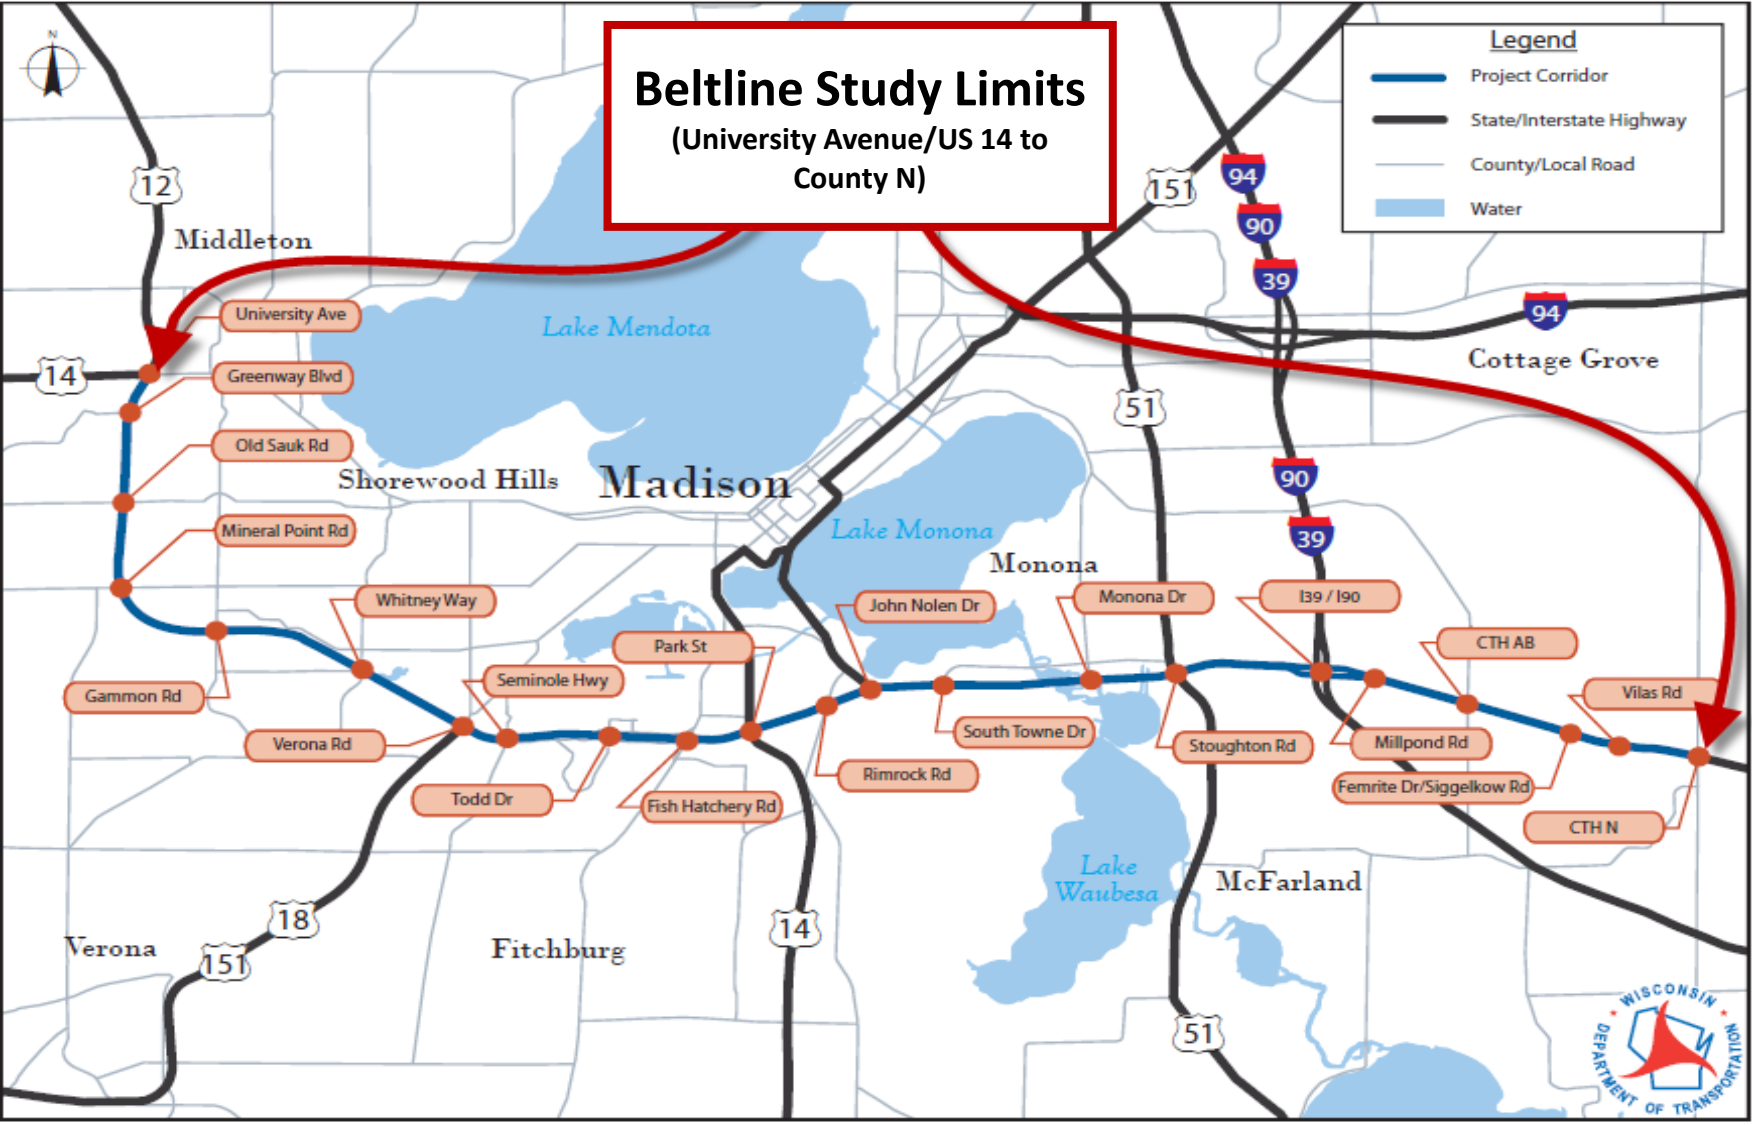 N
Beltline Study Limits
(University Avenue/US 14 to
County N)
Legend
Project Corridor
State/Interstate Highway
County/Local Road
Water
12
151
94
90
39
94
Middleton
University Ave
Lake Mendota
Cottage Grove
14
Greenway Blvd
51
Old Sauk Rd
Shorewood Hills
Madison
90
Mineral Point Rd
Lake Monona
39
Monona
Whitney Way
John Nolen Dr
Monona Dr
I39 / I90
Park St
CTH AB
Seminole Hwy
Gammon Rd
Vilas Rd
Verona Rd
South Towne Dr
Stoughton Rd
Millpond Rd
Rimrock Rd
Femrite Dr/Siggelkow Rd
Todd Dr
Fish Hatchery Rd
CTH N
Lake
Waubesa
McFarland
18
14
Verona
151
Fitchburg
51
WISCONSIN
DEPARTMENT OF TRANSPORTATION